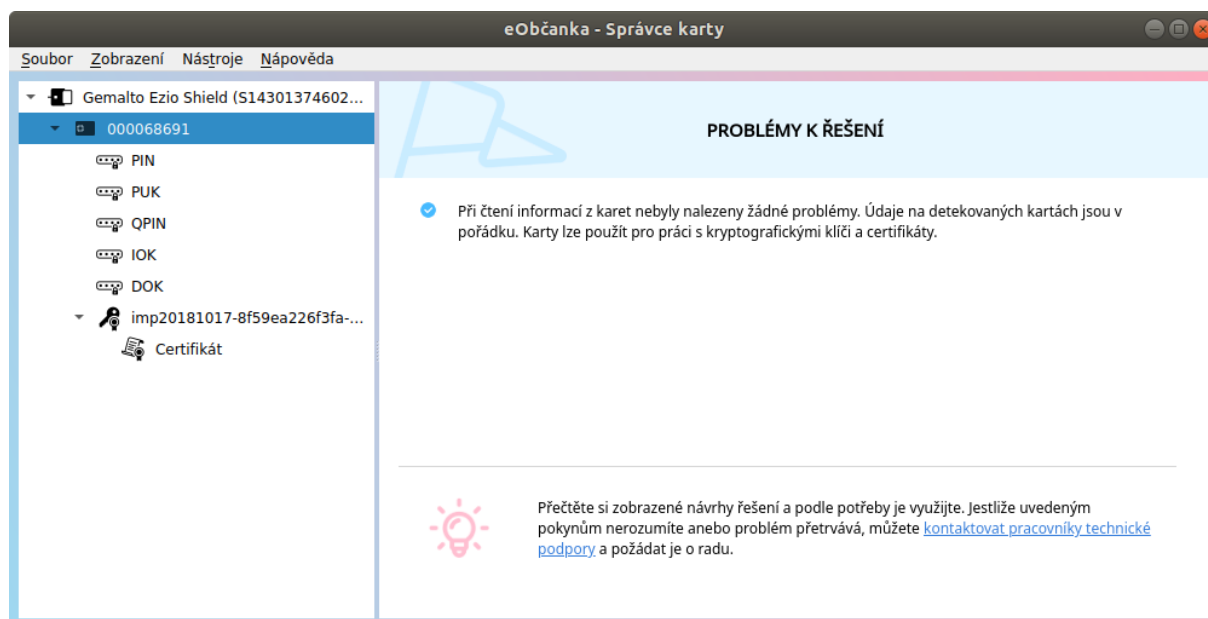 eObčanka - Správce karty
Soubor Zobrazení Nástroje Nápověda
Gemalto Ezio Shield (S14301374602...
000068691
PIN
PUK
QPIN
IOK
DOK
imp20181017-8f59ea226f3fa-...
Certifikát
PROBLÉMY K ŘEŠENÍ
Při čtení informací z karet nebyly nalezeny žádné problémy. Údaje na detekovaných kartách jsou v
pořádku. Karty lze použít pro práci s kryptografickými klíči a certifikáty.
Přečtěte si zobrazené návrhy řešení a podle potřeby je využijte. Jestliže uvedeným
pokynům nerozumíte anebo problém přetrvává, můžete kontaktovat pracovníky technické
podpory a požádat je o radu.